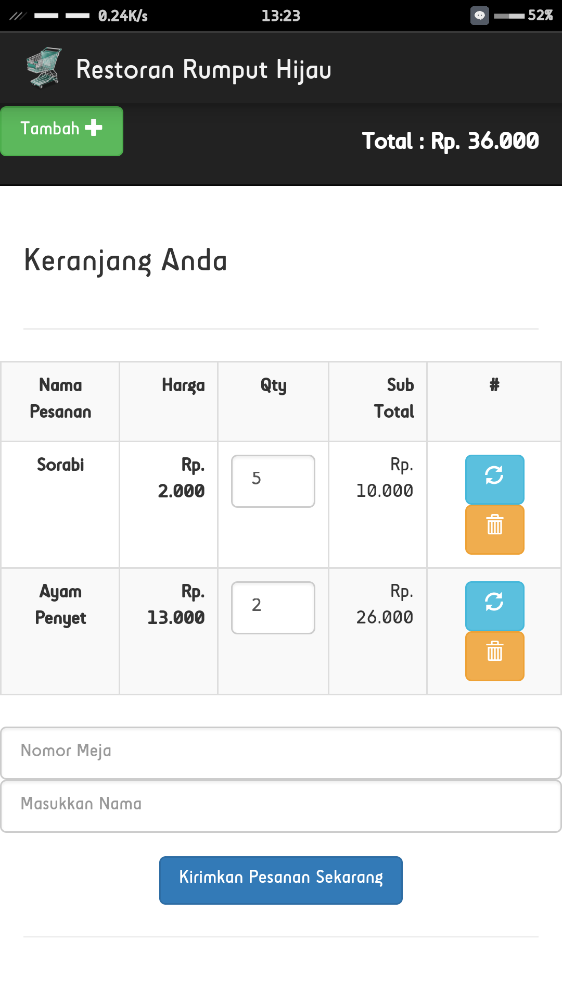 0.24K/s 13:23 52%
Restoran Rumput Hijau
Tambah
Total : Rp. 36.000
Keranjang Anda
Nama Pesanan Harga Qty Sub Total #
Sorabi Rp. 2.000 5 Rp. 10.000
Ayam Penyet Rp. 13.000 2 Rp. 26.000
Nomor Meja
Masukkan Nama
Kirimkan Pesanan Sekarang